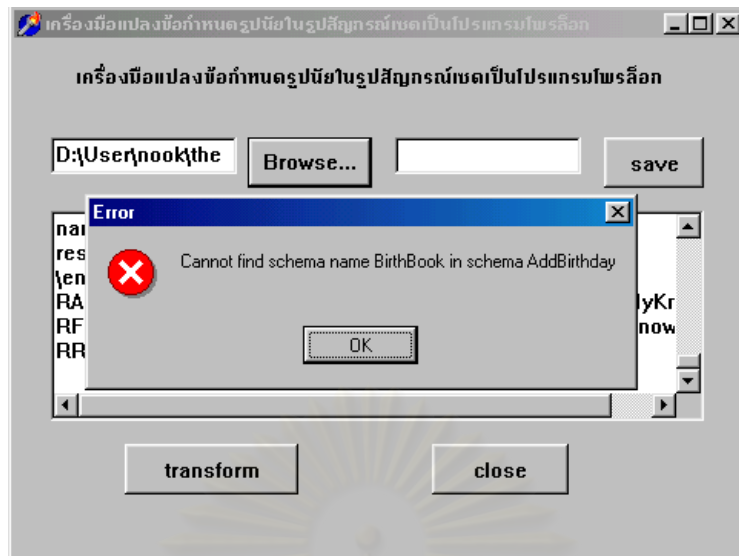 เครื่องมือแปลงข้อกำหนดรูปนัยในรูปสัญกรณ์เซดเป็นโปรแกรมโพรล็อก
เครื่องมือแปลงข้อกำหนดรูปนัยในรูปสัญกรณ์เซดเป็นโปรแกรมโพรล็อก
D:\User\nook\the
Browse...
save
Error
Cannot find schema name BirthBook in schema AddBirthday
OK
res
\en
RA
RF
RR
transform
close